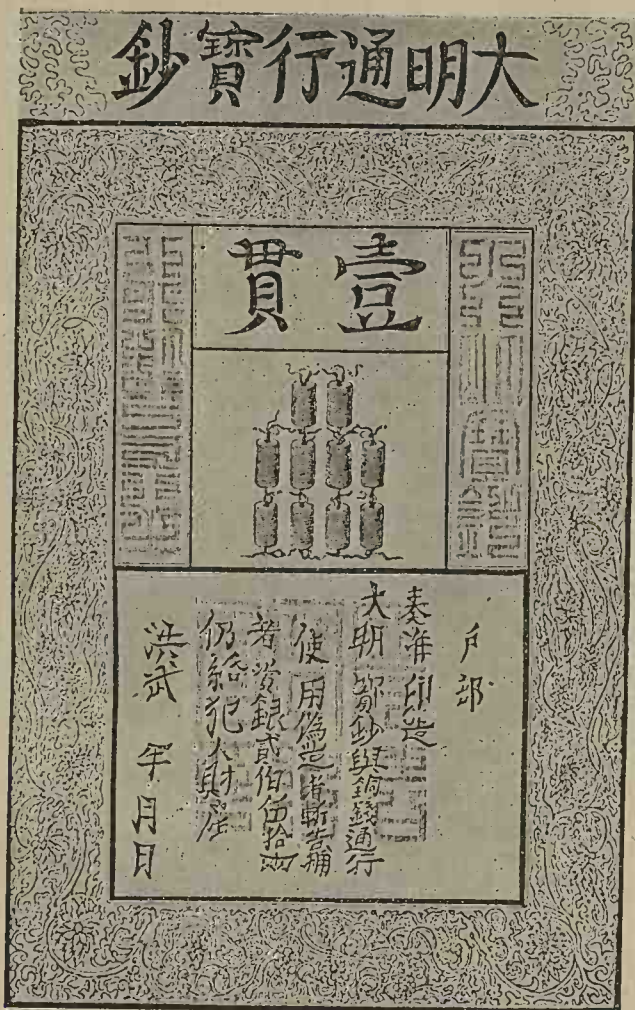 大明通行寶鈔
壹貫
戶部
奏准印造
大明寶鈔與銅錢通行
使用偽造者斬告捕
者賞銀貳佰伍拾兩
仍給犯人財產
洪武 年 月 日